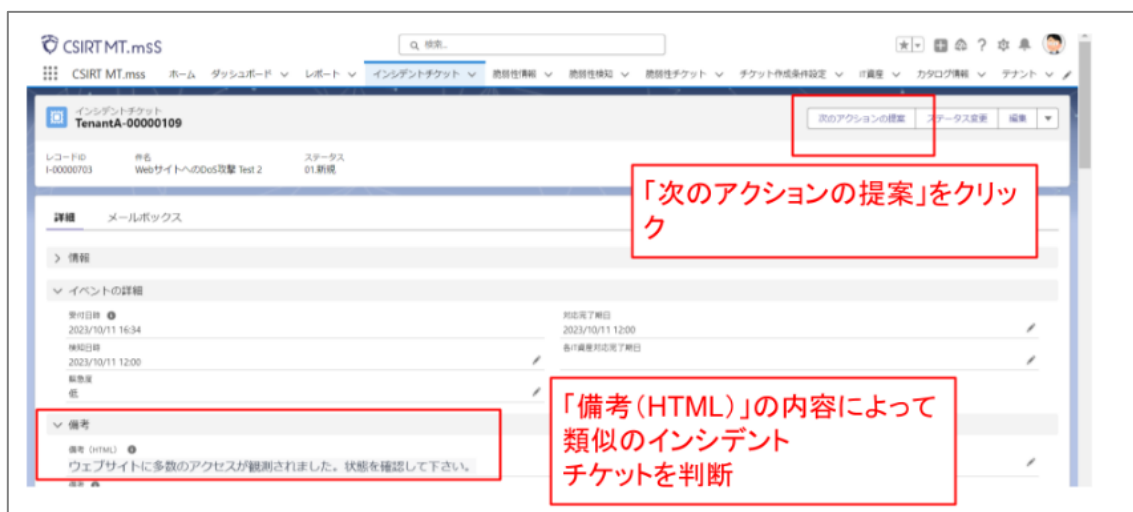 CSIRT MT.mss
検索...
CSIRT MT.mss ホーム ダッシュボード レポート インシデントチケット 脆弱性情報 脆弱性検知 脆弱性チケット チケット作成条件設定 IT資産 カタログ情報 テナント
インシデントチケット
TenantA-00000109
次のアクションの提案 ステータス変更 編集
レコードID 件名 ステータス
I-00000703 WebサイトへのDoS攻撃 Test 2 01.新規
「次のアクションの提案」をクリッ
ク
詳細 メールボックス
情報
イベントの詳細
受付日時 対応完了期日
2023/10/11 16:34 2023/10/11 12:00
検知日時 各IT資産対応完了期日
2023/10/11 12:00
緊急度
低
「備考(HTML)」の内容によって
類似のインシデント
チケットを判断
備考
備考 (HTML)
ウェブサイトに多数のアクセスが観測されました。状態を確認して下さい。
備考